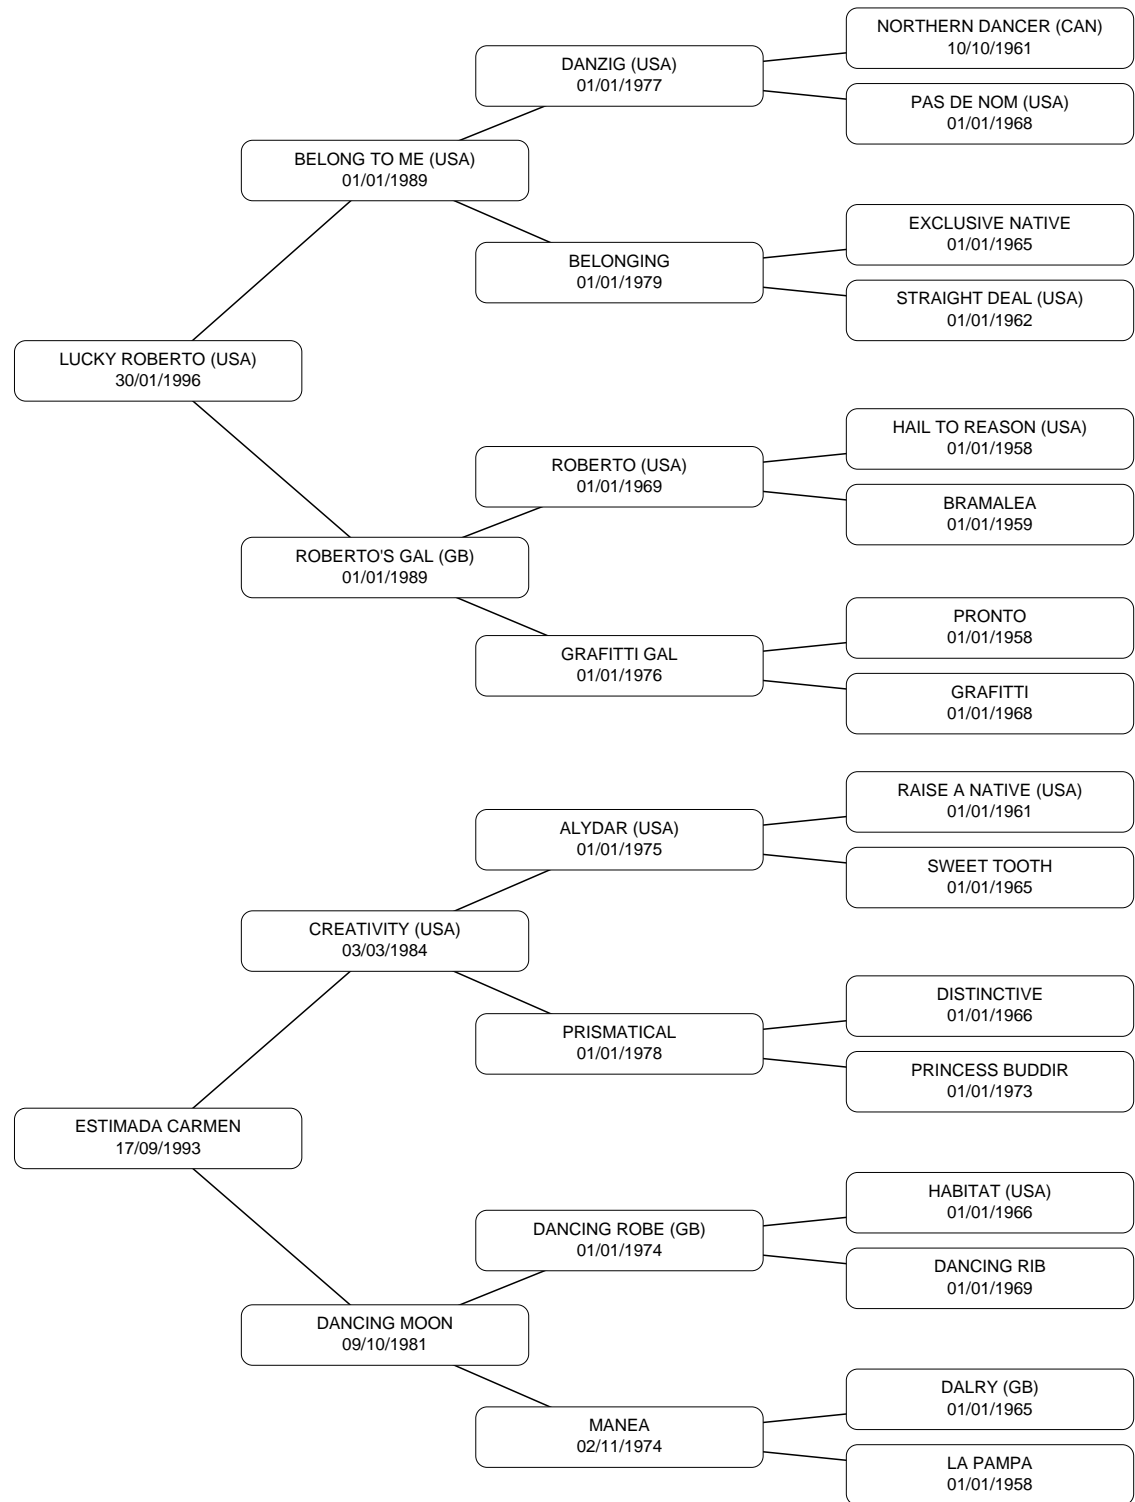 NORTHERN DANCER (CAN)
10/10/1961
DANZIG (USA)
01/01/1977
PAS DE NOM (USA)
01/01/1968
BELONG TO ME (USA)
01/01/1989
EXCLUSIVE NATIVE
01/01/1965
BELONGING
01/01/1979
STRAIGHT DEAL (USA)
01/01/1962
LUCKY ROBERTO (USA)
30/01/1996
HAIL TO REASON (USA)
01/01/1958
ROBERTO (USA)
01/01/1969
BRAMALEA
01/01/1959
ROBERTO'S GAL (GB)
01/01/1989
PRONTO
01/01/1958
GRAFITTI GAL
01/01/1976
GRAFITTI
01/01/1968
RAISE A NATIVE (USA)
01/01/1961
ALYDAR (USA)
01/01/1975
SWEET TOOTH
01/01/1965
CREATIVITY (USA)
03/03/1984
DISTINCTIVE
01/01/1966
PRISMATICAL
01/01/1978
PRINCESS BUDDIR
01/01/1973
ESTIMADA CARMEN
17/09/1993
HABITAT (USA)
01/01/1966
DANCING ROBE (GB)
01/01/1974
DANCING RIB
01/01/1969
DANCING MOON
09/10/1981
DALRY (GB)
01/01/1965
MANEA
02/11/1974
LA PAMPA
01/01/1958